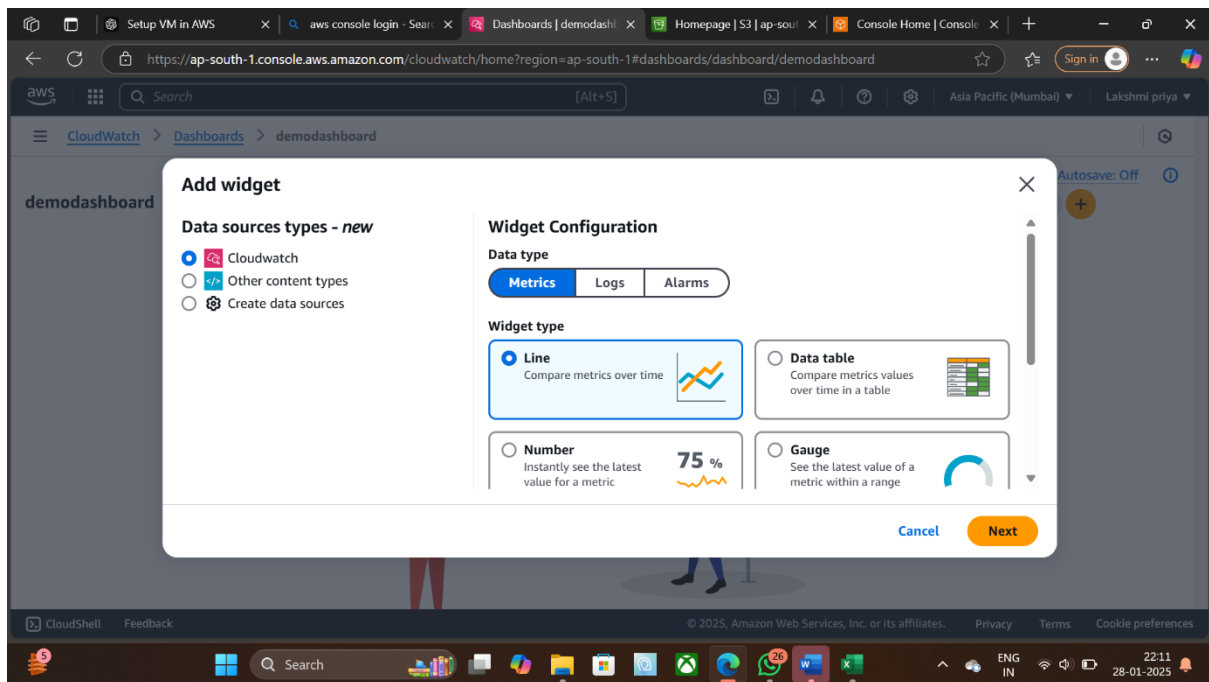 Setup VM in AWS
aws console login - Searc
Dashboards | demodash
Homepage | S3 | ap-sout
Console Home | Console
https://ap-south-1.console.aws.amazon.com/cloudwatch/home?region=ap-south-1#dashboards/dashboard/demodashboard
Sign in
aws
Search
[Alt+S]
Asia Pacific (Mumbai)
Lakshmi priya
CloudWatch > Dashboards > demodashboard
Autosave: Off
demodashboard
Add widget
Data sources types - new
Cloudwatch
Other content types
Create data sources
Widget Configuration
Data type
Metrics
Logs
Alarms
Widget type
Line
Compare metrics over time
Data table
Compare metrics values
over time in a table
Number
Instantly see the latest
value for a metric
75 %
Gauge
See the latest value of a
metric within a range
Cancel
Next
CloudShell
Feedback
© 2025, Amazon Web Services, Inc. or its affiliates.
Privacy
Terms
Cookie preferences
5
Search
26
ENG
IN
22:11
28-01-2025